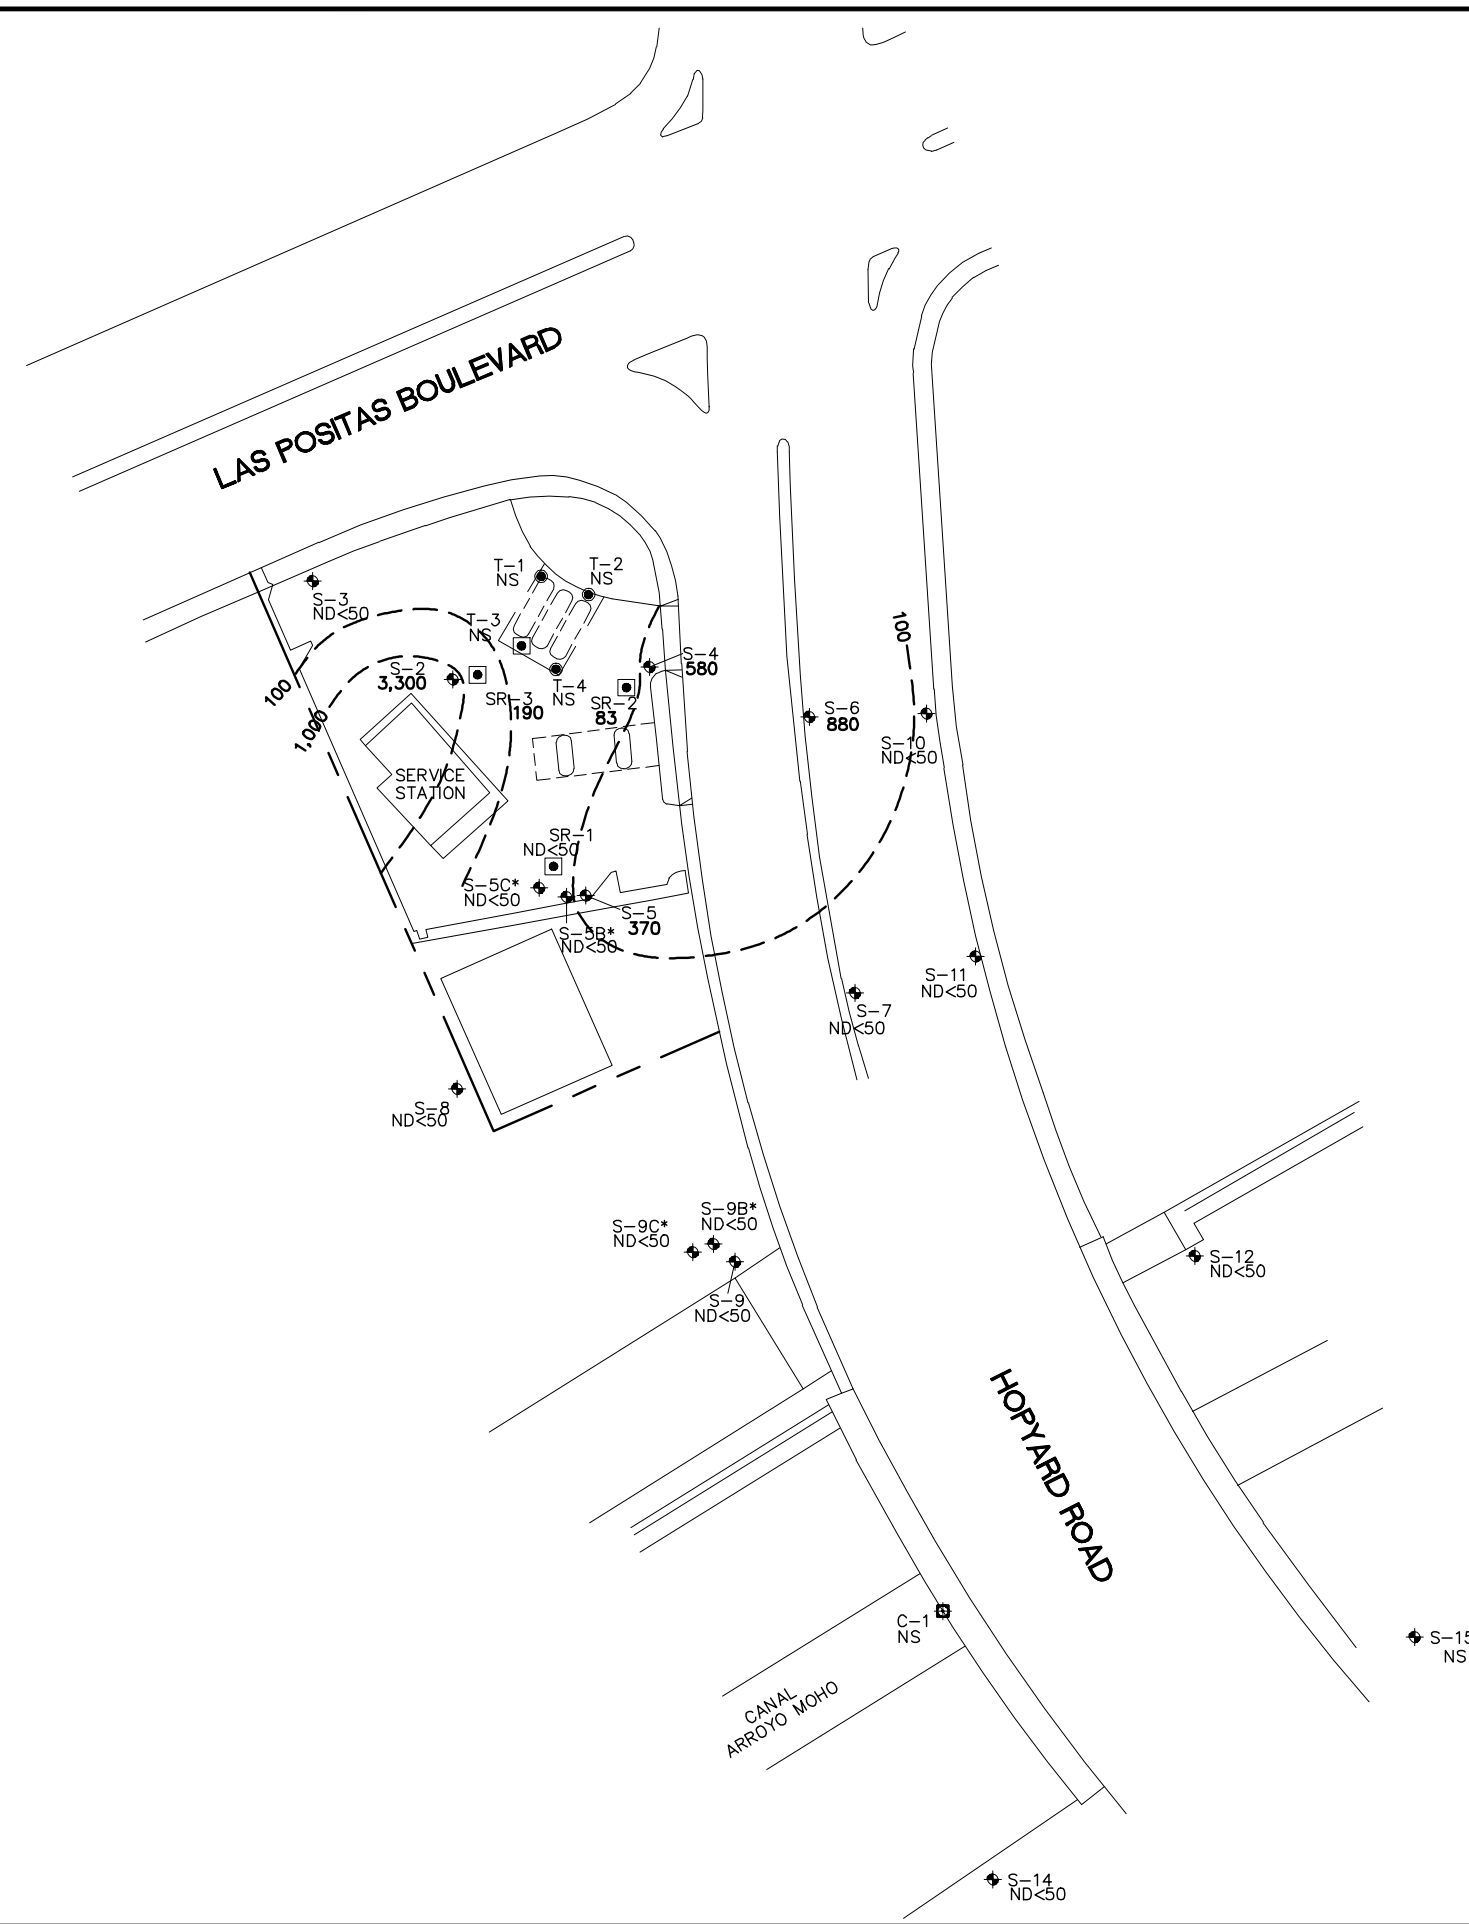 LAS POSITAS BOULEVARD
T-1
NS
T-2
NS
S-3
ND<50
T-3
NS
100
S-2
3,300
S-4
580
100
T-4
NS
SR-3
190
SR-2
83
S-6
880
1,000
S-10
ND<50
SERVICE
STATION
SR-1
ND<50
S-5C*
ND<50
S-5
370
S-5B*
ND<50
S-11
ND<50
S-7
ND<50
S-8
ND<50
S-9B*
ND<50
S-9C*
ND<50
S-12
ND<50
S-9
ND<50
HOPYARD ROAD
C-1
NS
S-15
NS
CANAL
ARROYO MOHO
S-14
ND<50